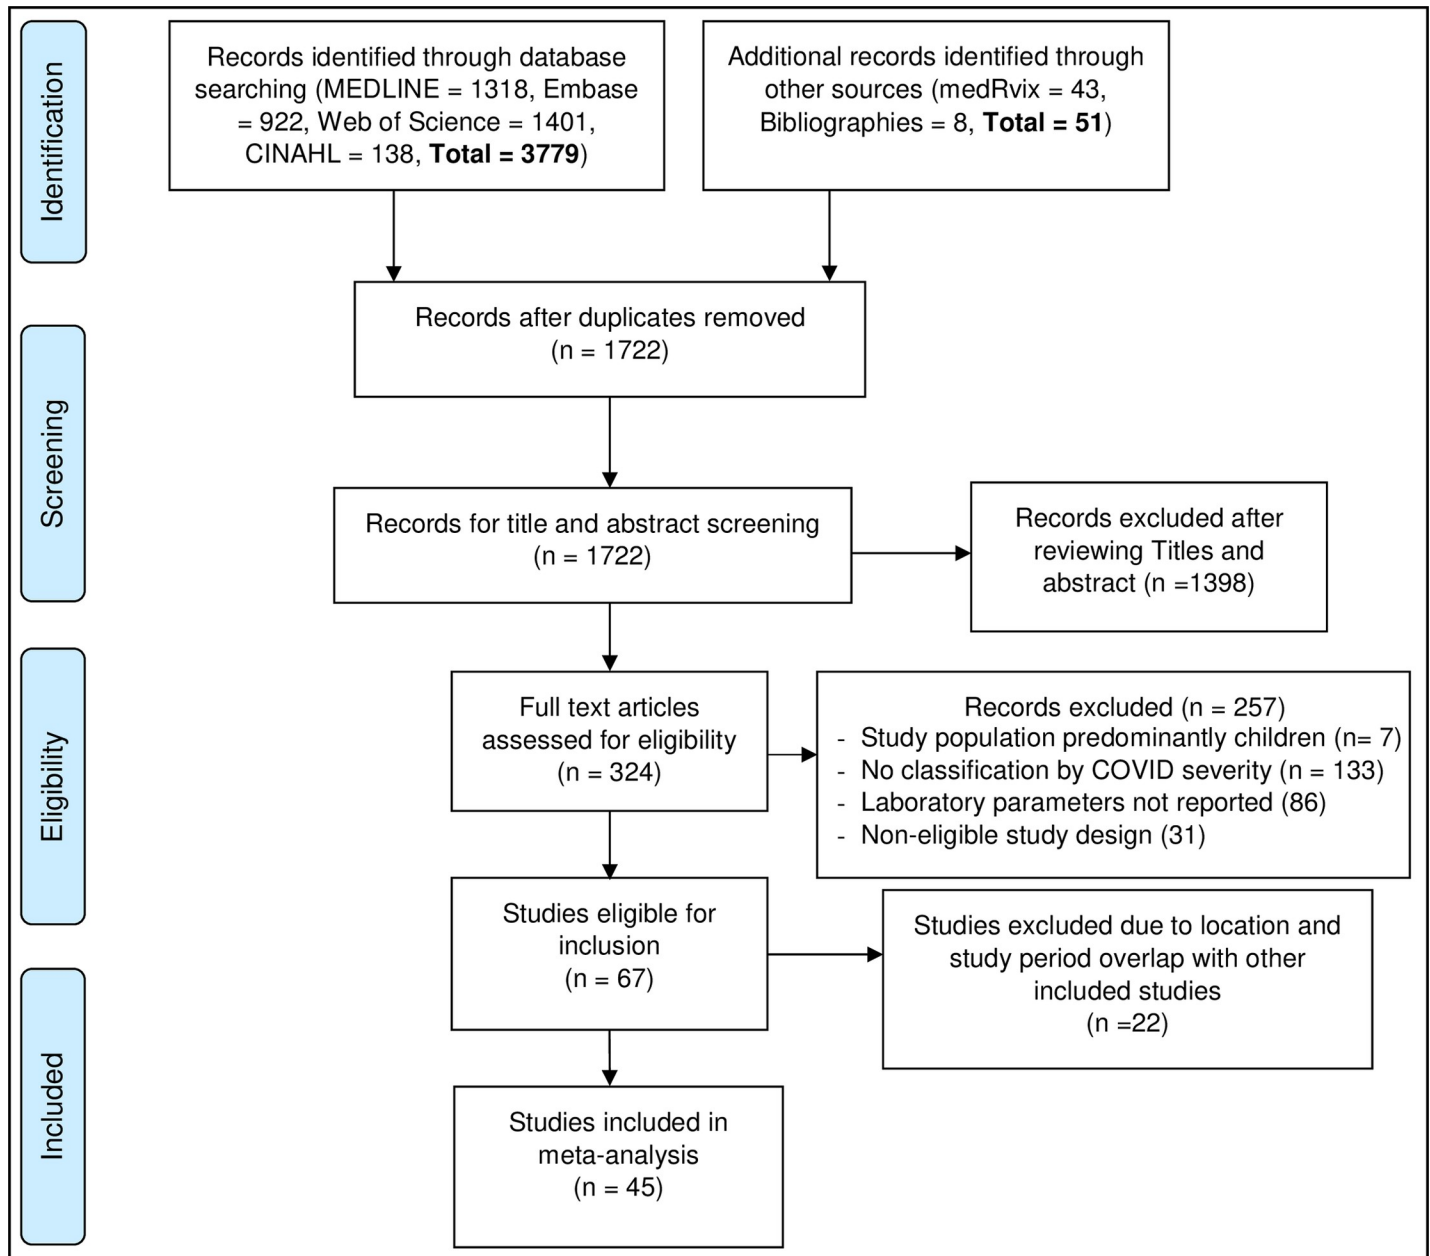 Identification
Records identified through database
searching (MEDLINE = 1318, Embase
= 922, Web of Science = 1401,
CINAHL = 138, Total = 3779)
Additional records identified through
other sources (medRvix = 43,
Bibliographies = 8, Total = 51)
Records after duplicates removed
(n = 1722)
Screening
Records for title and abstract screening
(n = 1722)
Records excluded after
reviewing Titles and
abstract (n =1398)
Eligibility
Full text articles
assessed for eligibility
(n = 324)
Records excluded (n = 257)
- Study population predominantly children (n= 7)
- No classification by COVID severity (n = 133)
- Laboratory parameters not reported (86)
- Non-eligible study design (31)
Studies eligible for
inclusion
(n = 67)
Studies excluded due to location and
study period overlap with other
included studies
(n =22)
Included
Studies included in
meta-analysis
(n = 45)